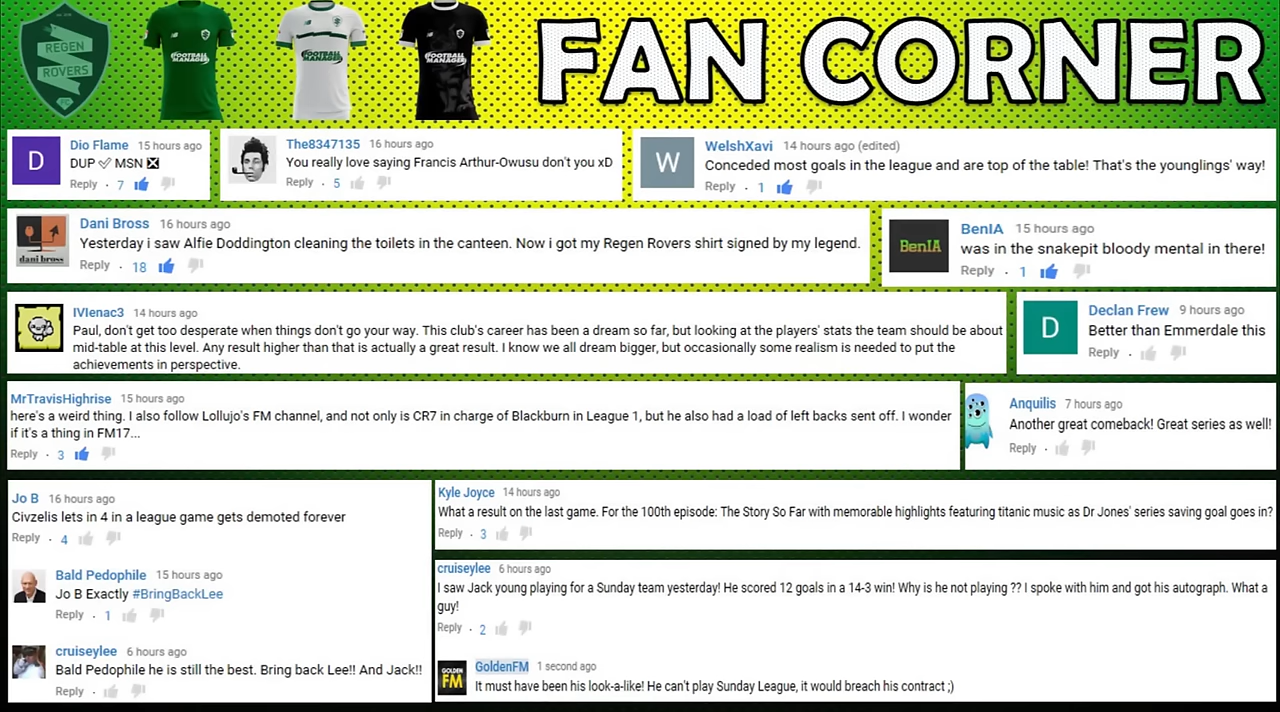 REGEN
ROVERS
FOOTBALL
MANAGER
FOOTBALL
MANAGER
FOOTBALL
MANAGER
FAN CORNER
D
Dio Flame 15 hours ago
DUP ✅ MSN ❎
Reply · 7
The8347135 16 hours ago
You really love saying Francis Arthur-Owusu don't you xD
Reply · 5
W
WelshXavi 14 hours ago (edited)
Conceded most goals in the league and are top of the table! That's the younglings' way!
Reply · 1
dani bross
Dani Bross 16 hours ago
Yesterday i saw Alfie Doddington cleaning the toilets in the canteen. Now i got my Regen Rovers shirt signed by my legend.
Reply · 18
BenIA
BenIA 15 hours ago
was in the snakepit bloody mental in there!
Reply · 1
IVIenac3 14 hours ago
Paul, don't get too desperate when things don't go your way. This club's career has been a dream so far, but looking at the players' stats the team should be about
mid-table at this level. Any result higher than that is actually a great result. I know we all dream bigger, but occasionally some realism is needed to put the
achievements in perspective.
D
Declan Frew 9 hours ago
Better than Emmerdale this
Reply ·
MrTravisHighrise 15 hours ago
here's a weird thing. I also follow Lollujo's FM channel, and not only is CR7 in charge of Blackburn in League 1, but he also had a load of left backs sent off. I wonder
if it's a thing in FM17...
Reply · 3
Anquilis 7 hours ago
Another great comeback! Great series as well!
Reply ·
Jo B 16 hours ago
Civzelis lets in 4 in a league game gets demoted forever
Reply · 4
Bald Pedophile 15 hours ago
Jo B Exactly #BringBackLee
Reply · 1
cruiseylee 6 hours ago
Bald Pedophile he is still the best. Bring back Lee!! And Jack!!
Reply ·
Kyle Joyce 14 hours ago
What a result on the last game. For the 100th episode: The Story So Far with memorable highlights featuring titanic music as Dr Jones' series saving goal goes in?
Reply · 3
cruiseylee 6 hours ago
I saw Jack young playing for a Sunday team yesterday! He scored 12 goals in a 14-3 win! Why is he not playing ?? I spoke with him and got his autograph. What a
guy!
Reply · 2
GOLDEN
FM
GoldenFM 1 second ago
It must have been his look-a-like! He can't play Sunday League, it would breach his contract ;)